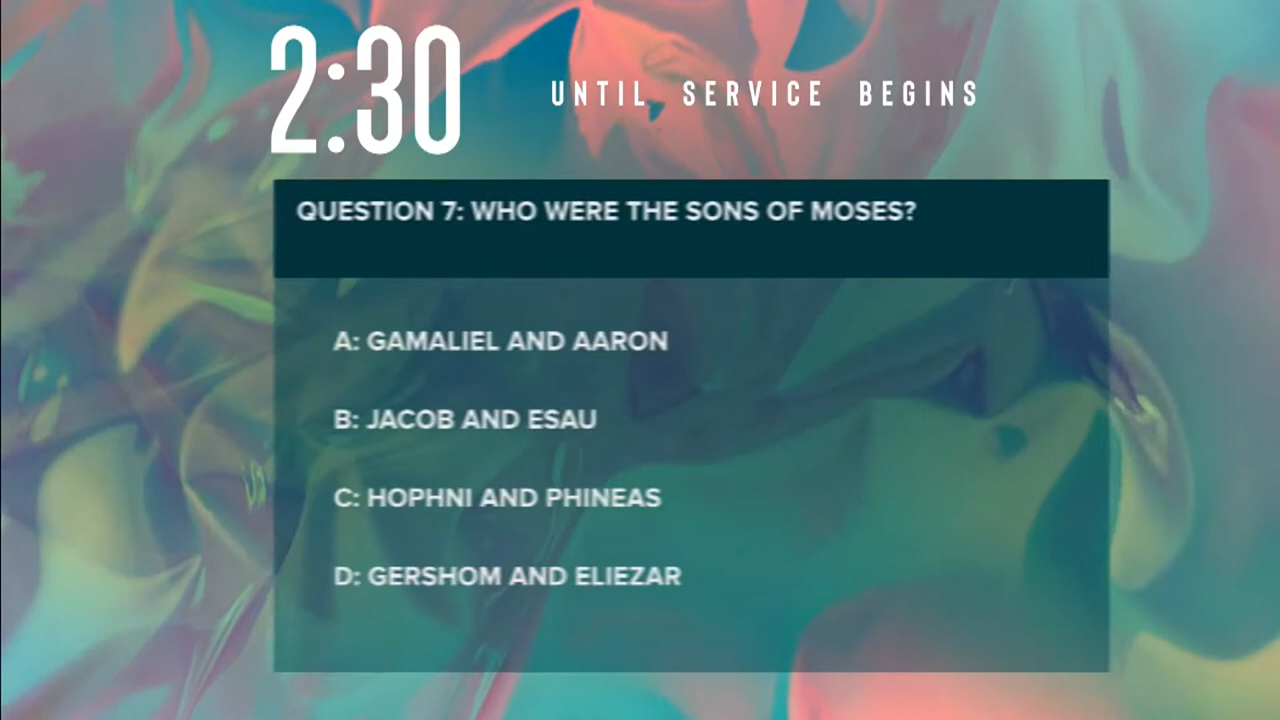 2:30
UNTIL SERVICE BEGINS
QUESTION 7: WHO WERE THE SONS OF MOSES?
A: GAMALIEL AND AARON
B: JACOB AND ESAU
C: HOPHNI AND PHINEAS
D: GERSHOM AND ELIEZAR